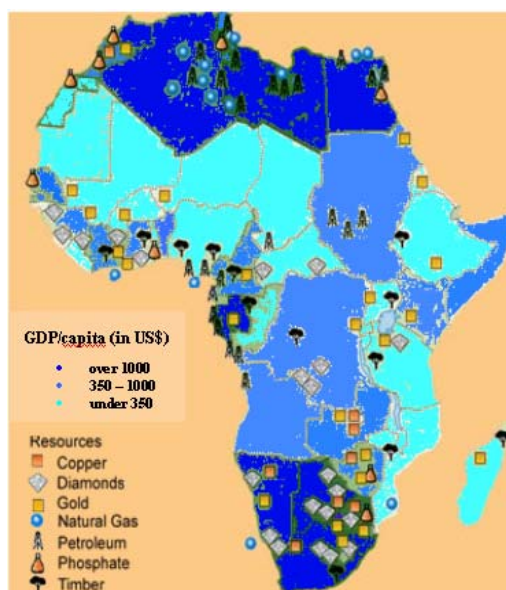 GDP/capita (in US$)
over 1000
350 – 1000
under 350
Resources
Copper
Diamonds
Gold
Natural Gas
Petroleum
Phosphate
Timber